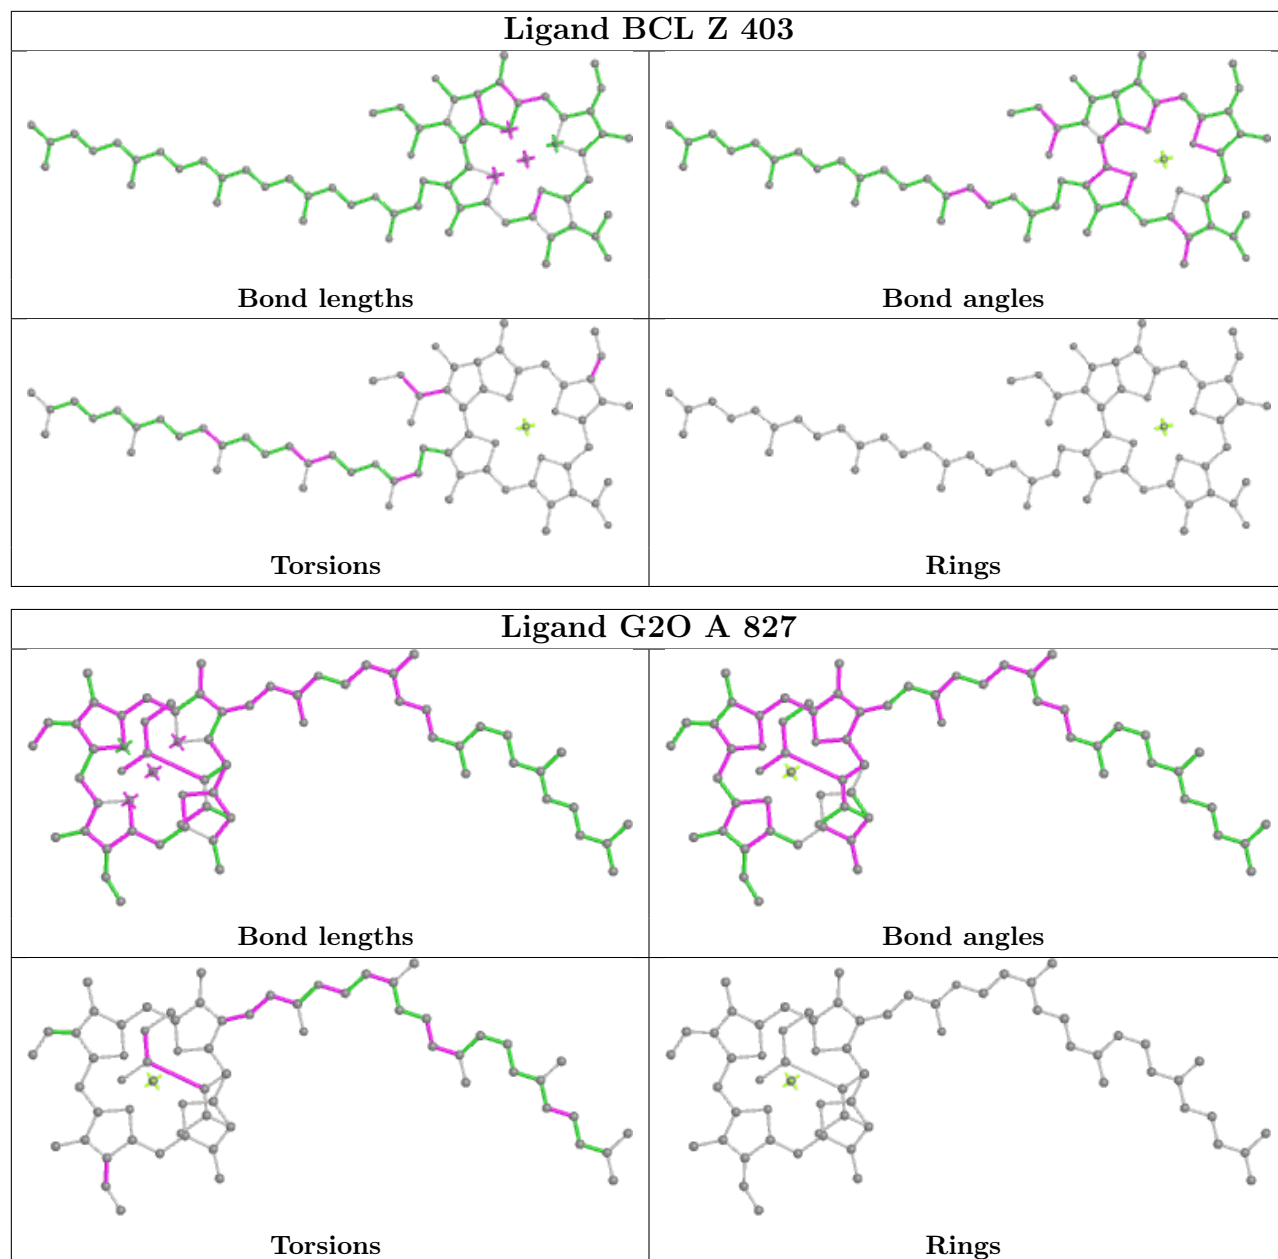 Ligand BCL Z 403
Bond lengths
Bond angles
Torsions
Rings
Ligand G2O A 827
Bond lengths
Bond angles
Torsions
Rings